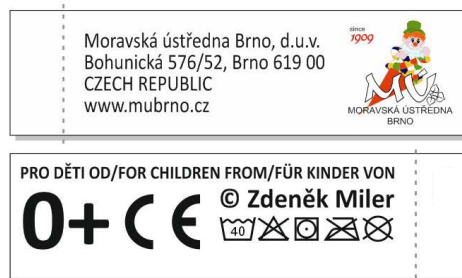 Moravská ústředna Brno, d.u.v.
Bohunická 576/52, Brno 619 00
CZECH REPUBLIC
www.mubrno.cz
since
1909
MÚ
MORAVSKÁ ÚSTŘEDNA
BRNO
PRO DĚTI OD/FOR CHILDREN FROM/FÜR KINDER VON
0+ CE
© Zdeněk Miler
40